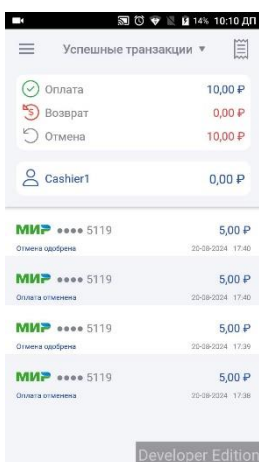 14% 10:10 ДП
Успешные транзакции ▼
Оплата 10,00 ₽
Возврат 0,00 ₽
Отмена 10,00 ₽
Cashier1 0,00 ₽
МИР •••• 5119 5,00 ₽
Отмена одобрена 20-08-2024 17:40
МИР •••• 5119 5,00 ₽
Оплата отменена 20-08-2024 17:40
МИР •••• 5119 5,00 ₽
Отмена одобрена 20-08-2024 17:39
МИР •••• 5119 5,00 ₽
Оплата отменена 20-08-2024 17:38
Developer Edition